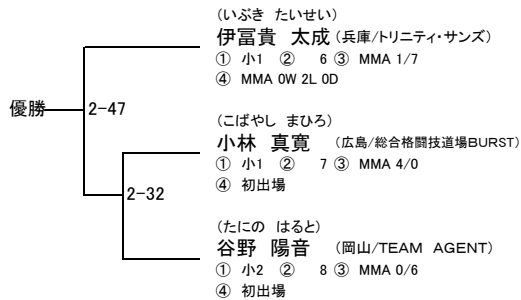 (いぶき たいせい)
伊冨貴 太成 (兵庫/トリニティ・サンズ)
① 小1 ② 6 ③ MMA 1/7
④ MMA 0W 2L 0D
優勝
2-47
(こばやし まひろ)
小林 真寛 (広島/総合格闘技道場BURST)
① 小1 ② 7 ③ MMA 4/0
④ 初出場
2-32
(たにの はると)
谷野 陽音 (岡山/TEAM AGENT)
① 小2 ② 8 ③ MMA 0/6
④ 初出場